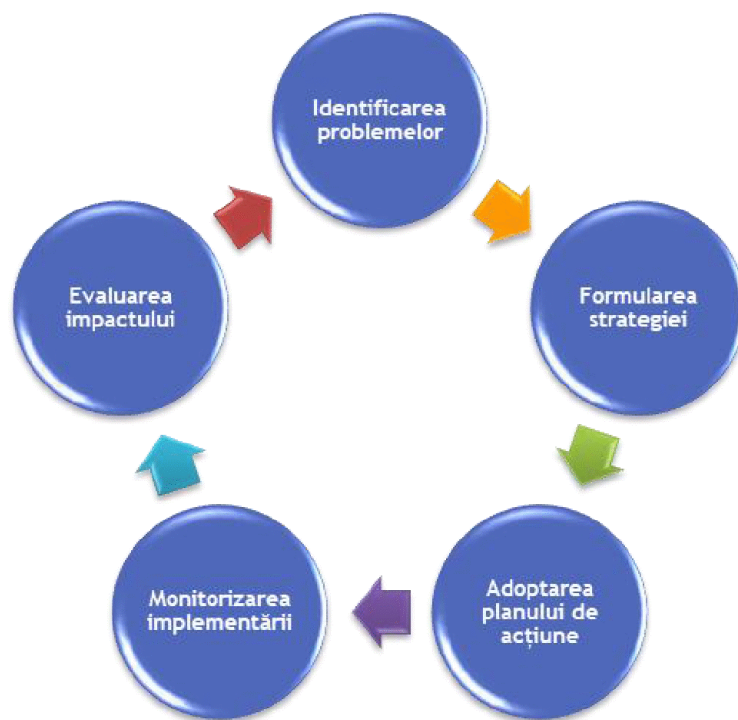 Identificarea
problemelor
Formularea
strategiei
Adoptarea
planului de
acțiune
Monitorizarea
implementării
Evaluarea
impactului